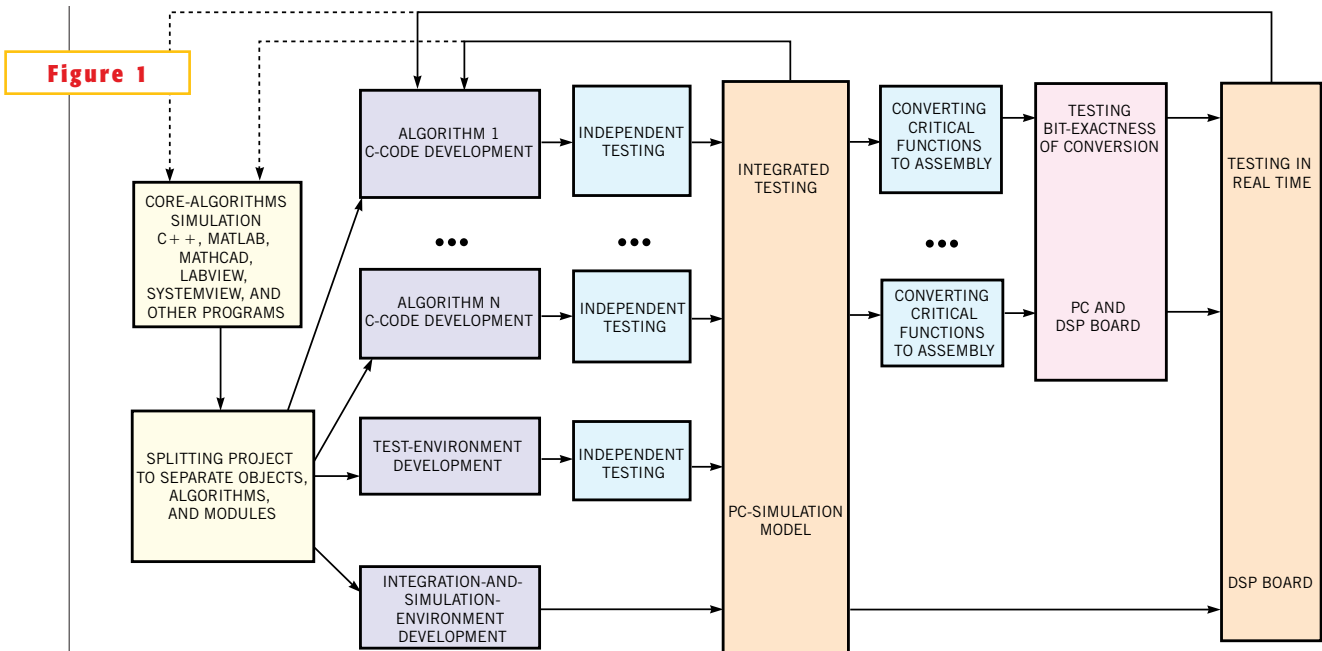 Figure 1
CORE-ALGORITHMS
SIMULATION
C++, MATLAB,
MATHCAD,
LABVIEW,
SYSTEMVIEW, AND
OTHER PROGRAMS
SPLITTING PROJECT
TO SEPARATE OBJECTS,
ALGORITHMS,
AND MODULES
ALGORITHM 1
C-CODE DEVELOPMENT
•••
ALGORITHM N
C-CODE DEVELOPMENT
TEST-ENVIRONMENT
DEVELOPMENT
INTEGRATION-AND-
SIMULATION-
ENVIRONMENT
DEVELOPMENT
INDEPENDENT
TESTING
•••
INDEPENDENT
TESTING
INDEPENDENT
TESTING
INTEGRATED
TESTING
PC-SIMULATION
MODEL
CONVERTING
CRITICAL
FUNCTIONS
TO ASSEMBLY
•••
CONVERTING
CRITICAL
FUNCTIONS
TO ASSEMBLY
TESTING
BIT-EXACTNESS
OF CONVERSION
PC AND
DSP BOARD
TESTING IN
REAL TIME
DSP BOARD